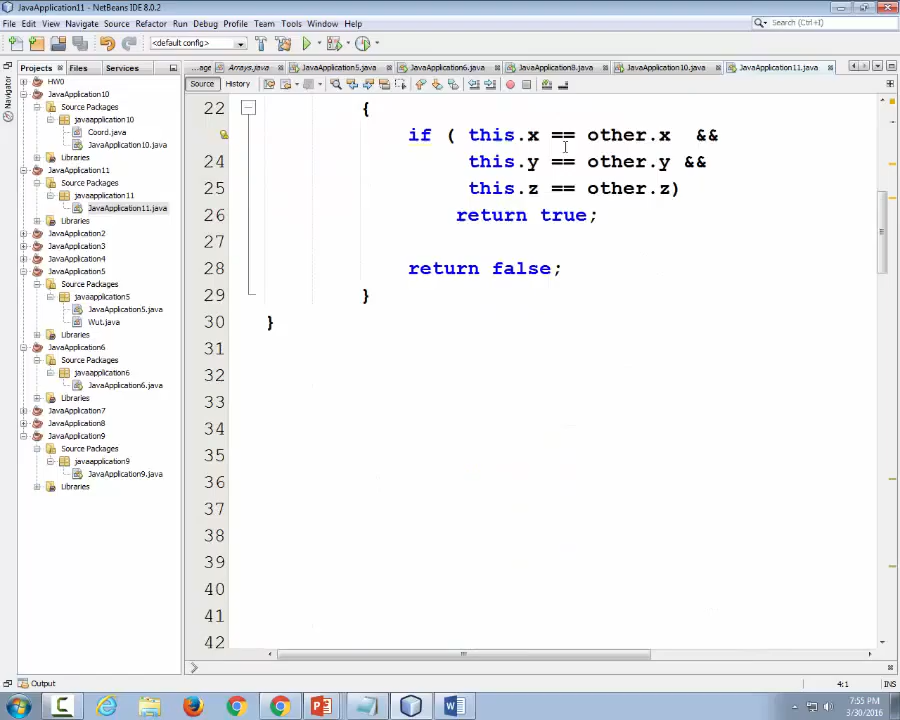 JavaApplication11 - NetBeans IDE 8.0.2
File Edit View Navigate Source Refactor Run Debug Profile Team Tools Window Help
Search (Ctrl+I)
<default config>
Projects Files Services
...age Arrays.java JavaApplication5.java JavaApplication6.java JavaApplication8.java JavaApplication10.java JavaApplication11.java
Source History
Navigator
HW0
JavaApplication10
Source Packages
javaapplication10
Coord.java
JavaApplication10.java
Libraries
JavaApplication11
Source Packages
javaapplication11
JavaApplication11.java
Libraries
JavaApplication2
JavaApplication3
JavaApplication4
JavaApplication5
Source Packages
javaapplication5
JavaApplication5.java
Wut.java
Libraries
JavaApplication6
Source Packages
javaapplication6
JavaApplication6.java
Libraries
JavaApplication7
JavaApplication8
JavaApplication9
Source Packages
javaapplication9
JavaApplication9.java
Libraries
22 {
if ( this.x == other.x &&
24 this.y == other.y &&
25 this.z == other.z)
26 return true;
27
28 return false;
29 }
30 }
31
32
33
34
35
36
37
38
39
40
41
42
Output
4:1 INS
7:55 PM
3/30/2016